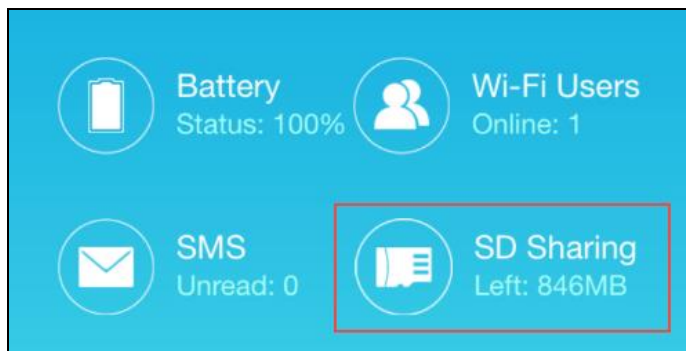 Battery
Status: 100%
Wi-Fi Users
Online: 1
SMS
Unread: 0
SD Sharing
Left: 846MB